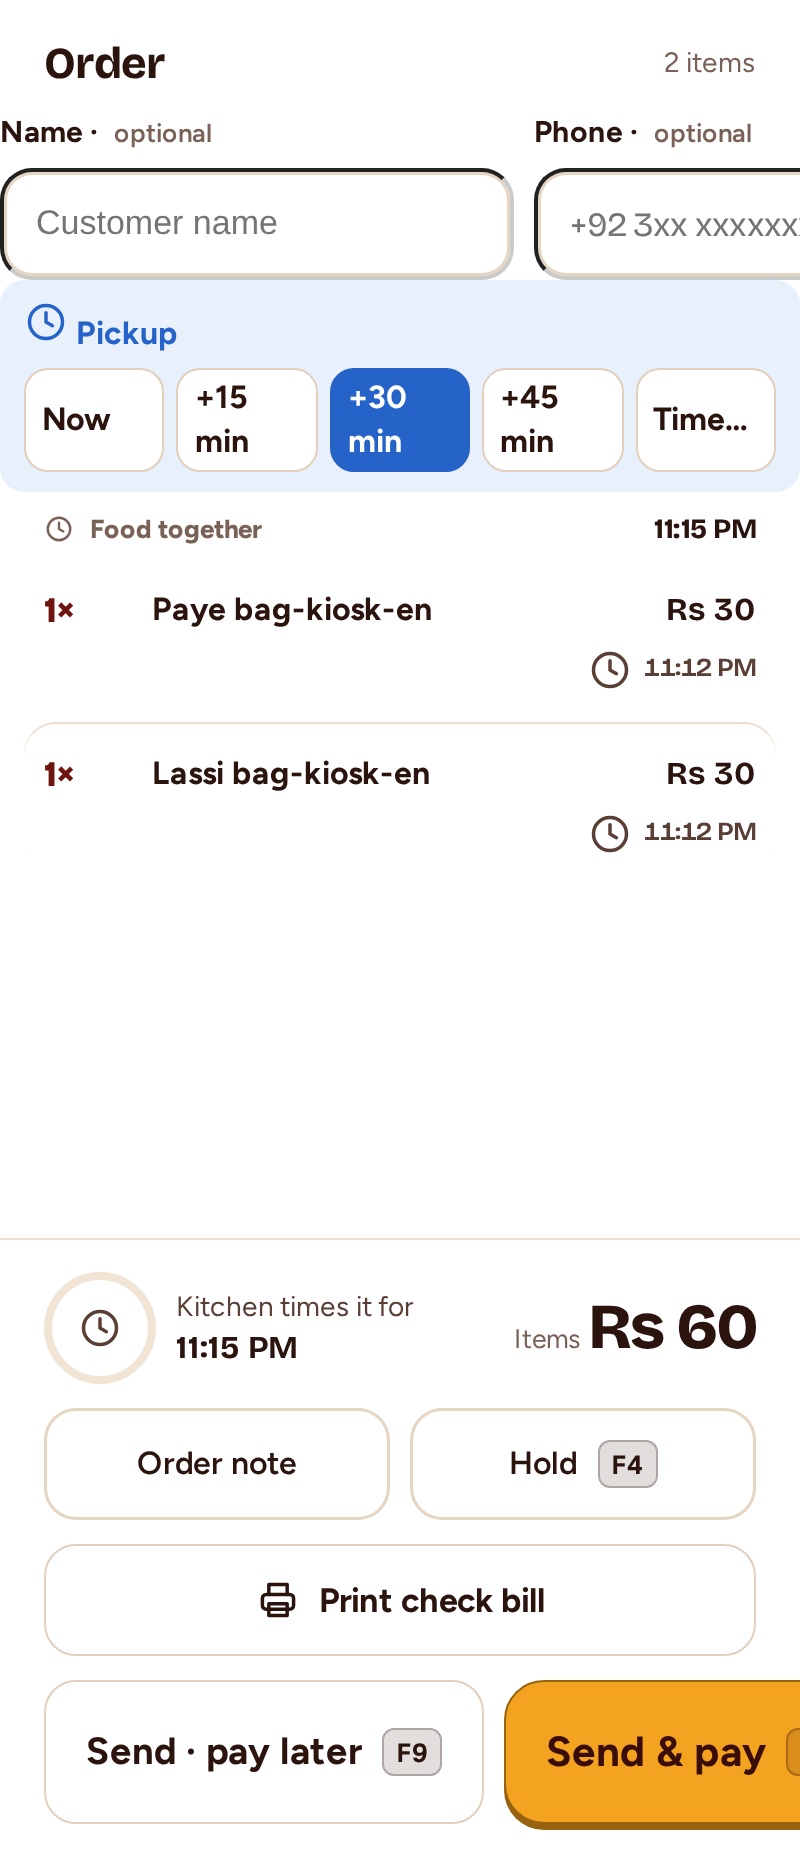 Order
2 items
Name · optional
Phone · optional
Customer name
+92 3xx xxxxxx
Pickup
Now
+15 min
+30 min
+45 min
Time...
Food together
11:15 PM
1× Paye bag-kiosk-en Rs 30
11:12 PM
1× Lassi bag-kiosk-en Rs 30
11:12 PM
Kitchen times it for
11:15 PM
Items Rs 60
Order note
Hold F4
Print check bill
Send · pay later F9
Send & pay